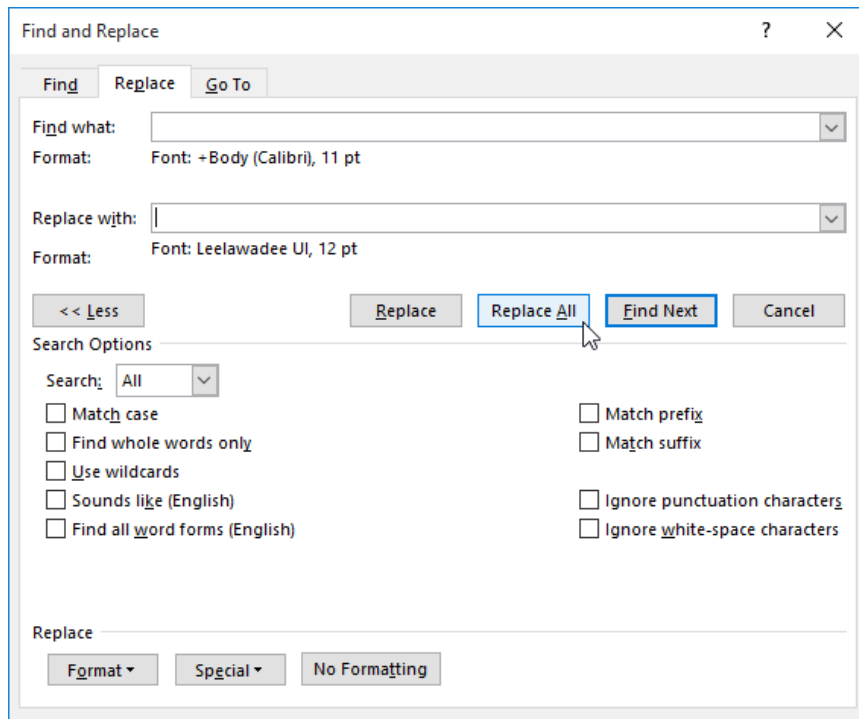 Find and Replace ?
Find Replace Go To
Find what:
Format: Font: +Body (Calibri), 11 pt
Replace with:
Format: Font: Leelawadee UI, 12 pt
<< Less Replace Replace All Find Next Cancel
Search Options
Search: All
Match case Match prefix
Find whole words only Match suffix
Use wildcards
Sounds like (English) Ignore punctuation characters
Find all word forms (English) Ignore white-space characters
Replace
Format Special No Formatting